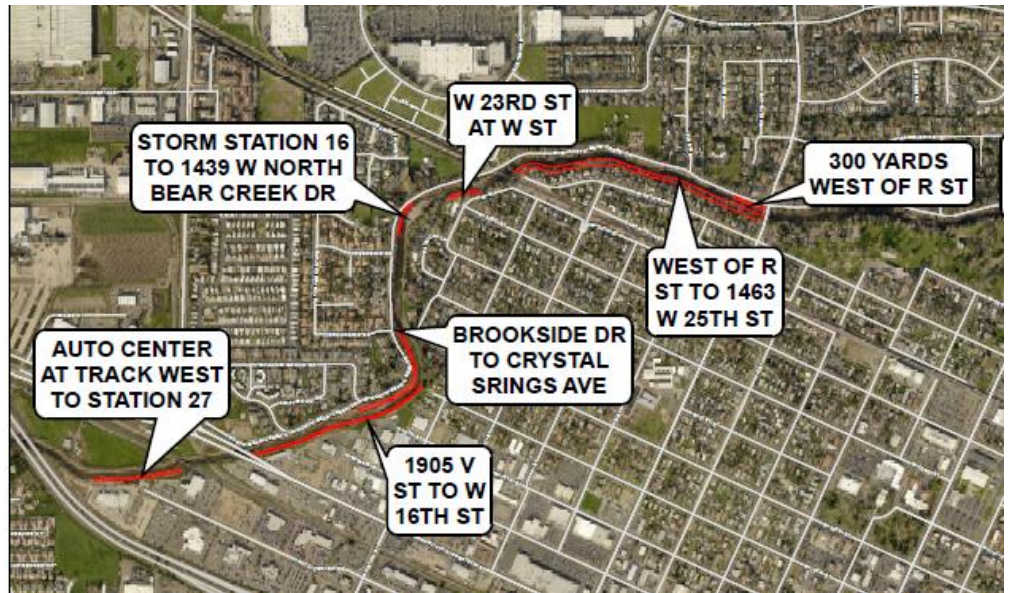 W 23RD ST
AT W ST
STORM STATION 16
TO 1439 W NORTH
BEAR CREEK DR
300 YARDS
WEST OF R ST
WEST OF R
ST TO 1463
W 25TH ST
BROOKSIDE DR
TO CRYSTAL
SRINGS AVE
AUTO CENTER
AT TRACK WEST
TO STATION 27
1905 V
ST TO W
16TH ST